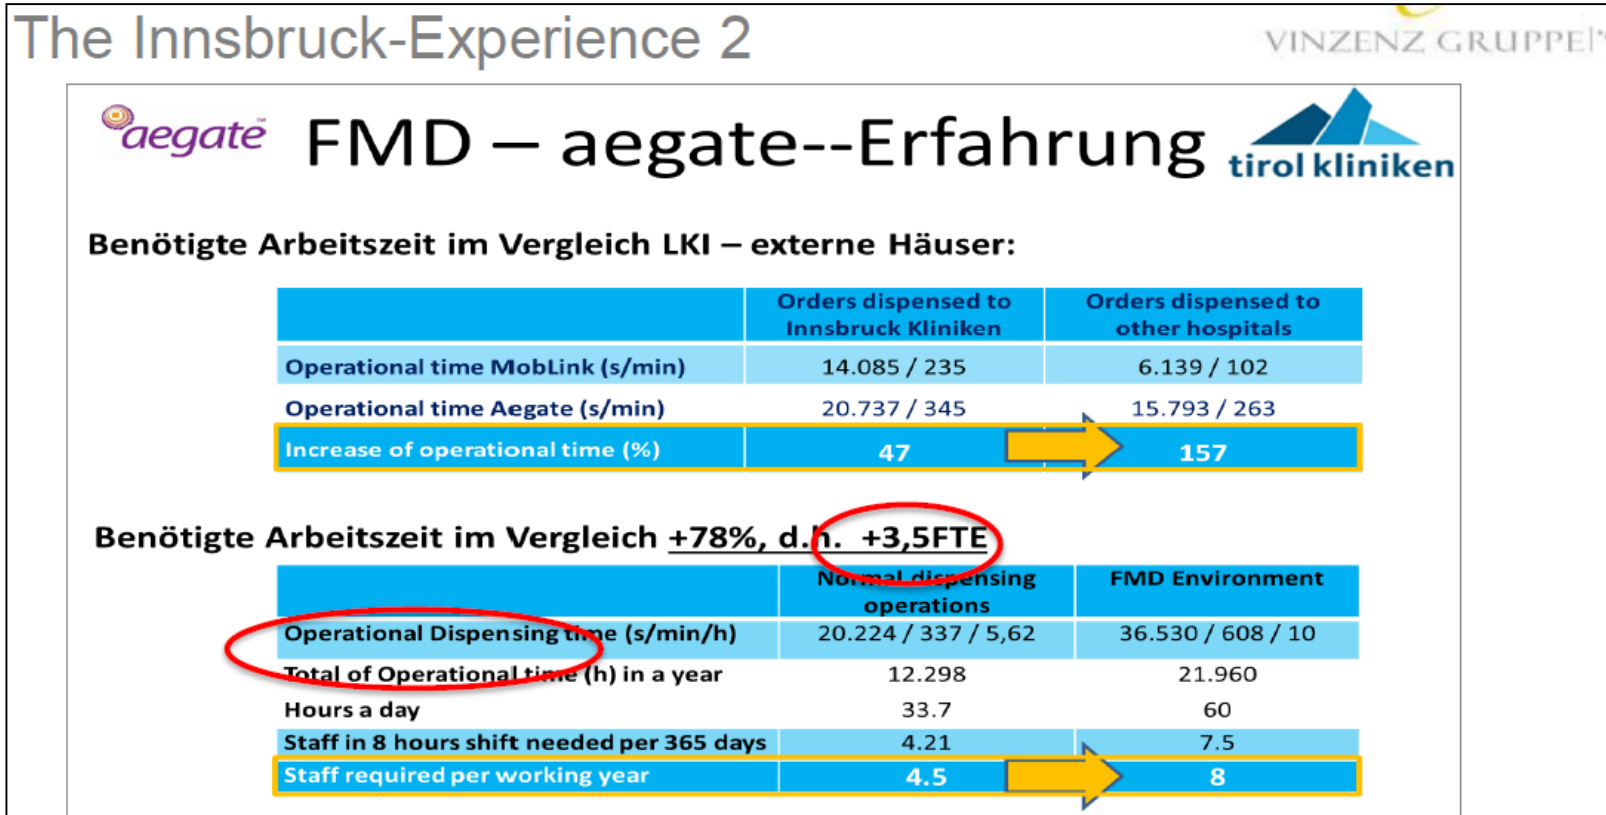 The Innsbruck-Experience 2
VINZENZ GRUPPE
aegate™ FMD – aegate--Erfahrung tirol kliniken
Benötigte Arbeitszeit im Vergleich LKI – externe Häuser:
Orders dispensed to Orders dispensed to
Innsbruck Kliniken other hospitals
Operational time MobLink (s/min) 14.085 / 235 6.139 / 102
Operational time Aegate (s/min) 20.737 / 345 15.793 / 263
Increase of operational time (%) 47 157
Benötigte Arbeitszeit im Vergleich +78%, d.h. +3,5FTE
Normal dispensing FMD Environment
operations
Operational Dispensing time (s/min/h) 20.224 / 337 / 5,62 36.530 / 608 / 10
Total of Operational time (h) in a year 12.298 21.960
Hours a day 33.7 60
Staff in 8 hours shift needed per 365 days 4.21 7.5
Staff required per working year 4.5 8